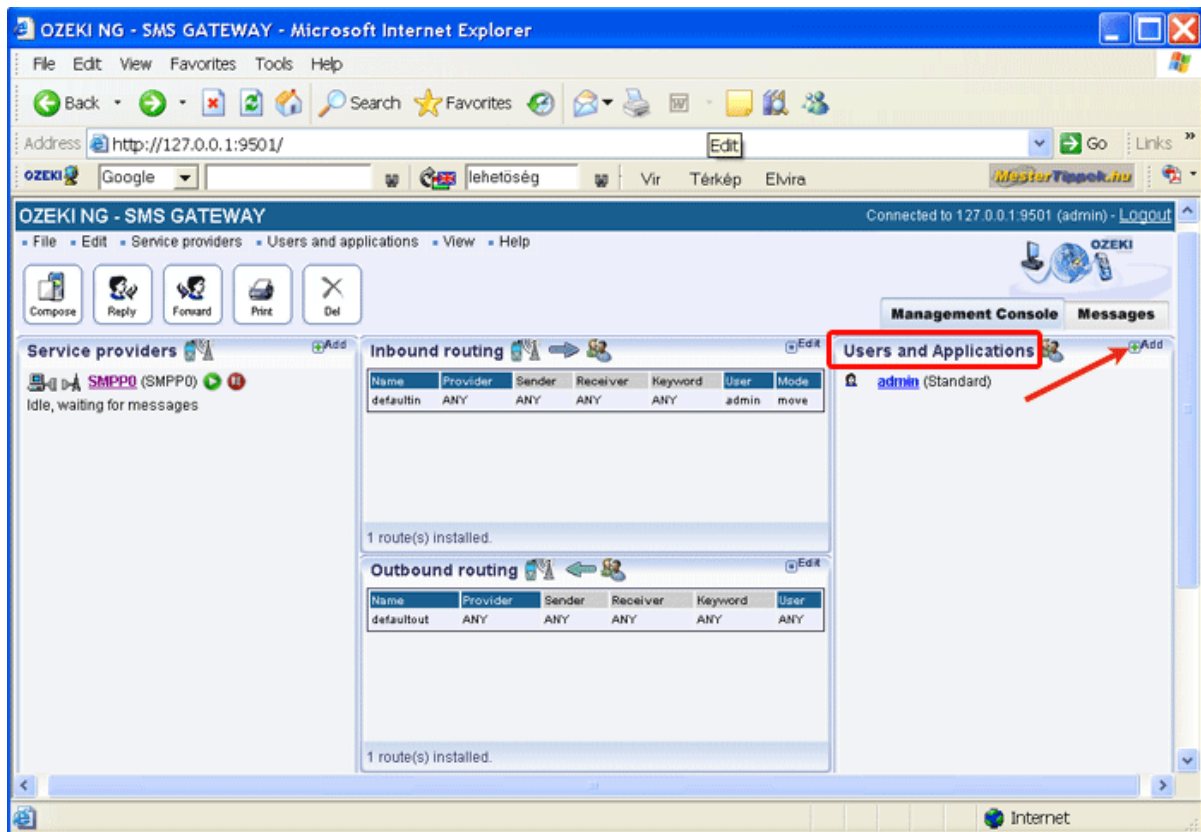 OZEKI NG - SMS GATEWAY - Microsoft Internet Explorer
File Edit View Favorites Tools Help
Back Search Favorites
Address http://127.0.0.1:9501/ Edit Go Links »
OZEKI Google lehetöség Vir Térkép Elvira MesterTippek.hu
OZEKI NG - SMS GATEWAY Connected to 127.0.0.1:9501 (admin) - Logout
File Edit Service providers Users and applications View Help
OZEKI
Compose Reply Forward Print Del
Management Console Messages
Service providers Add
SMPP0 (SMPP0)
Idle, waiting for messages
Inbound routing Edit
Name Provider Sender Receiver Keyword User Mode
defaultin ANY ANY ANY ANY admin move
1 route(s) installed.
Outbound routing Edit
Name Provider Sender Receiver Keyword User
defaultout ANY ANY ANY ANY ANY
1 route(s) installed.
Users and Applications Add
admin (Standard)
Internet